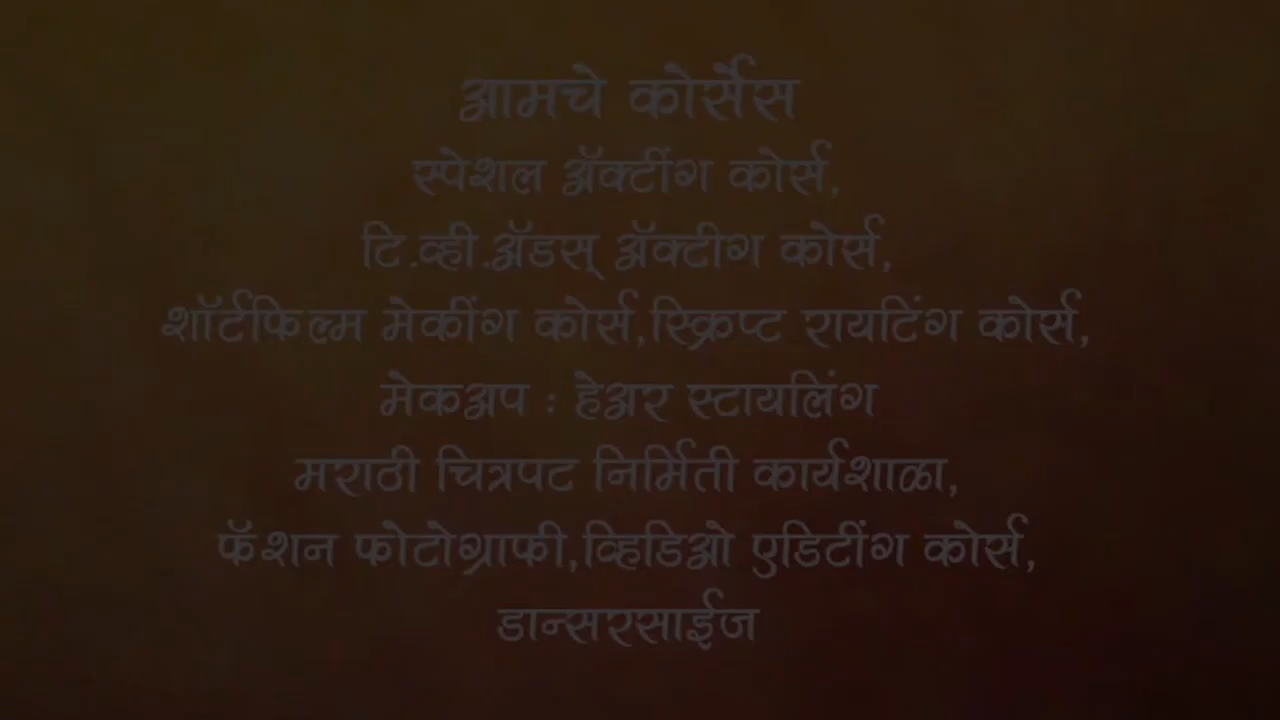 आमचे कोर्सेस
स्पेशल ॲक्टींग कोर्स,
टि.व्ही.ॲडस् ॲक्टीग कोर्स,
शॉर्टफिल्म मेकींग कोर्स,स्क्रिप्ट रायटिंग कोर्स,
मेकअप : हेअर स्टायलिंग
मराठी चित्रपट निर्मिती कार्यशाळा,
फॅशन फोटोग्राफी,व्हिडिओ एडिटींग कोर्स,
डान्सरसाईज